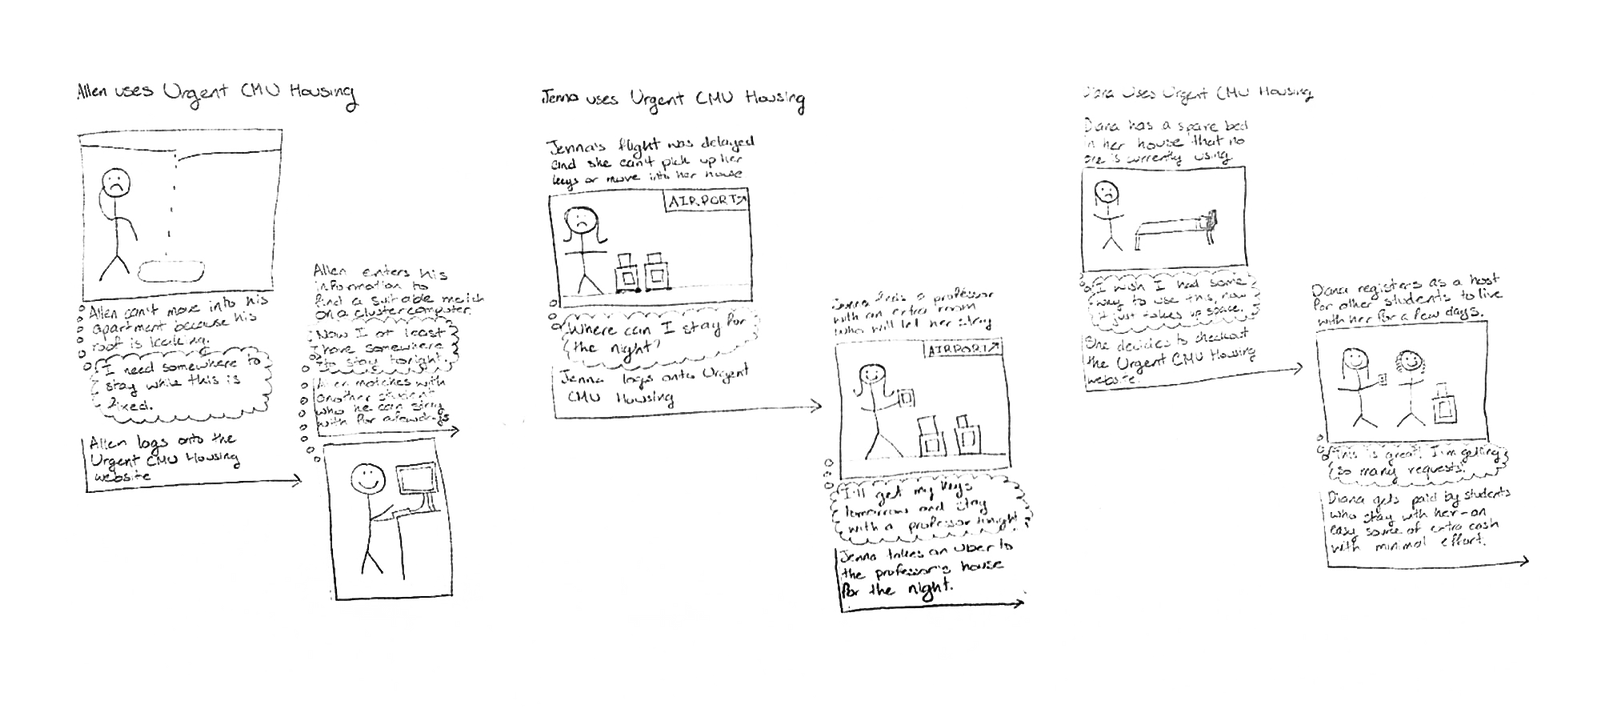 Allen uses Urgent CMU Housing
Allen can't move into his
apartment because his
roof is leaking.
I need somewhere to
stay while this is
fixed.
Allen logs onto the
Urgent CMU Housing
website
Allen enters his
information to
find a suitable match
on a cluster computer.
Now I at least
have somewhere
to stay tonight.
Allen matches with
another student
who he can stay
with for a few days
Jenna uses Urgent CMU Housing
Jenna's flight was delayed
and she can't pick up her
keys or move into her house
AIRPORT
Where can I stay for
the night?
Jenna logs onto Urgent
CMU Housing
Jenna finds a professor
with an extra room
who will let her stay
AIRPORT
I'll get my keys
tomorrow and stay
with a professor tonight
Jenna takes an Uber to
the professor's house
for the night.
Diana uses Urgent CMU Housing
Diana has a spare bed
in her house that no
one is currently using
I wish I had some
way to use this, now
it just takes up space.
She decides to checkout
the Urgent CMU Housing
website.
Diana registers as a host
for other students to live
with her for a few days.
This is great! I'm getting
so many requests!
Diana gets paid by students
who stay with her-an
easy source of extra cash
with minimal effort.